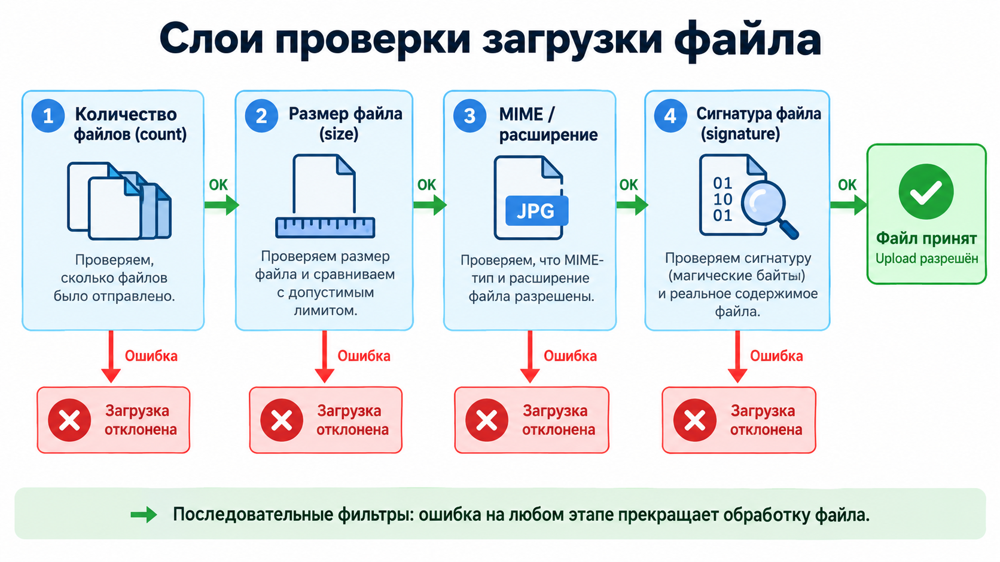 Слои проверки загрузки файла
1
Количество
файлов (count)
Проверяем,
сколько файлов
было отправлено.
OK
2
Размер файла
(size)
Проверяем размер
файла и сравниваем
с допустимым
лимитом.
OK
3
MIME /
расширение
JPG
Проверяем, что MIME-
тип и расширение
файла разрешены.
OK
4
Сигнатура файла
(signature)
01
10
01
Проверяем сигнатуру
(магические байты)
и реальное содержимое
файла.
OK
Файл принят
Upload разрешён
Ошибка
Загрузка
отклонена
Ошибка
Загрузка
отклонена
Ошибка
Загрузка
отклонена
Ошибка
Загрузка
отклонена
Последовательные фильтры: ошибка на любом этапе прекращает обработку файла.